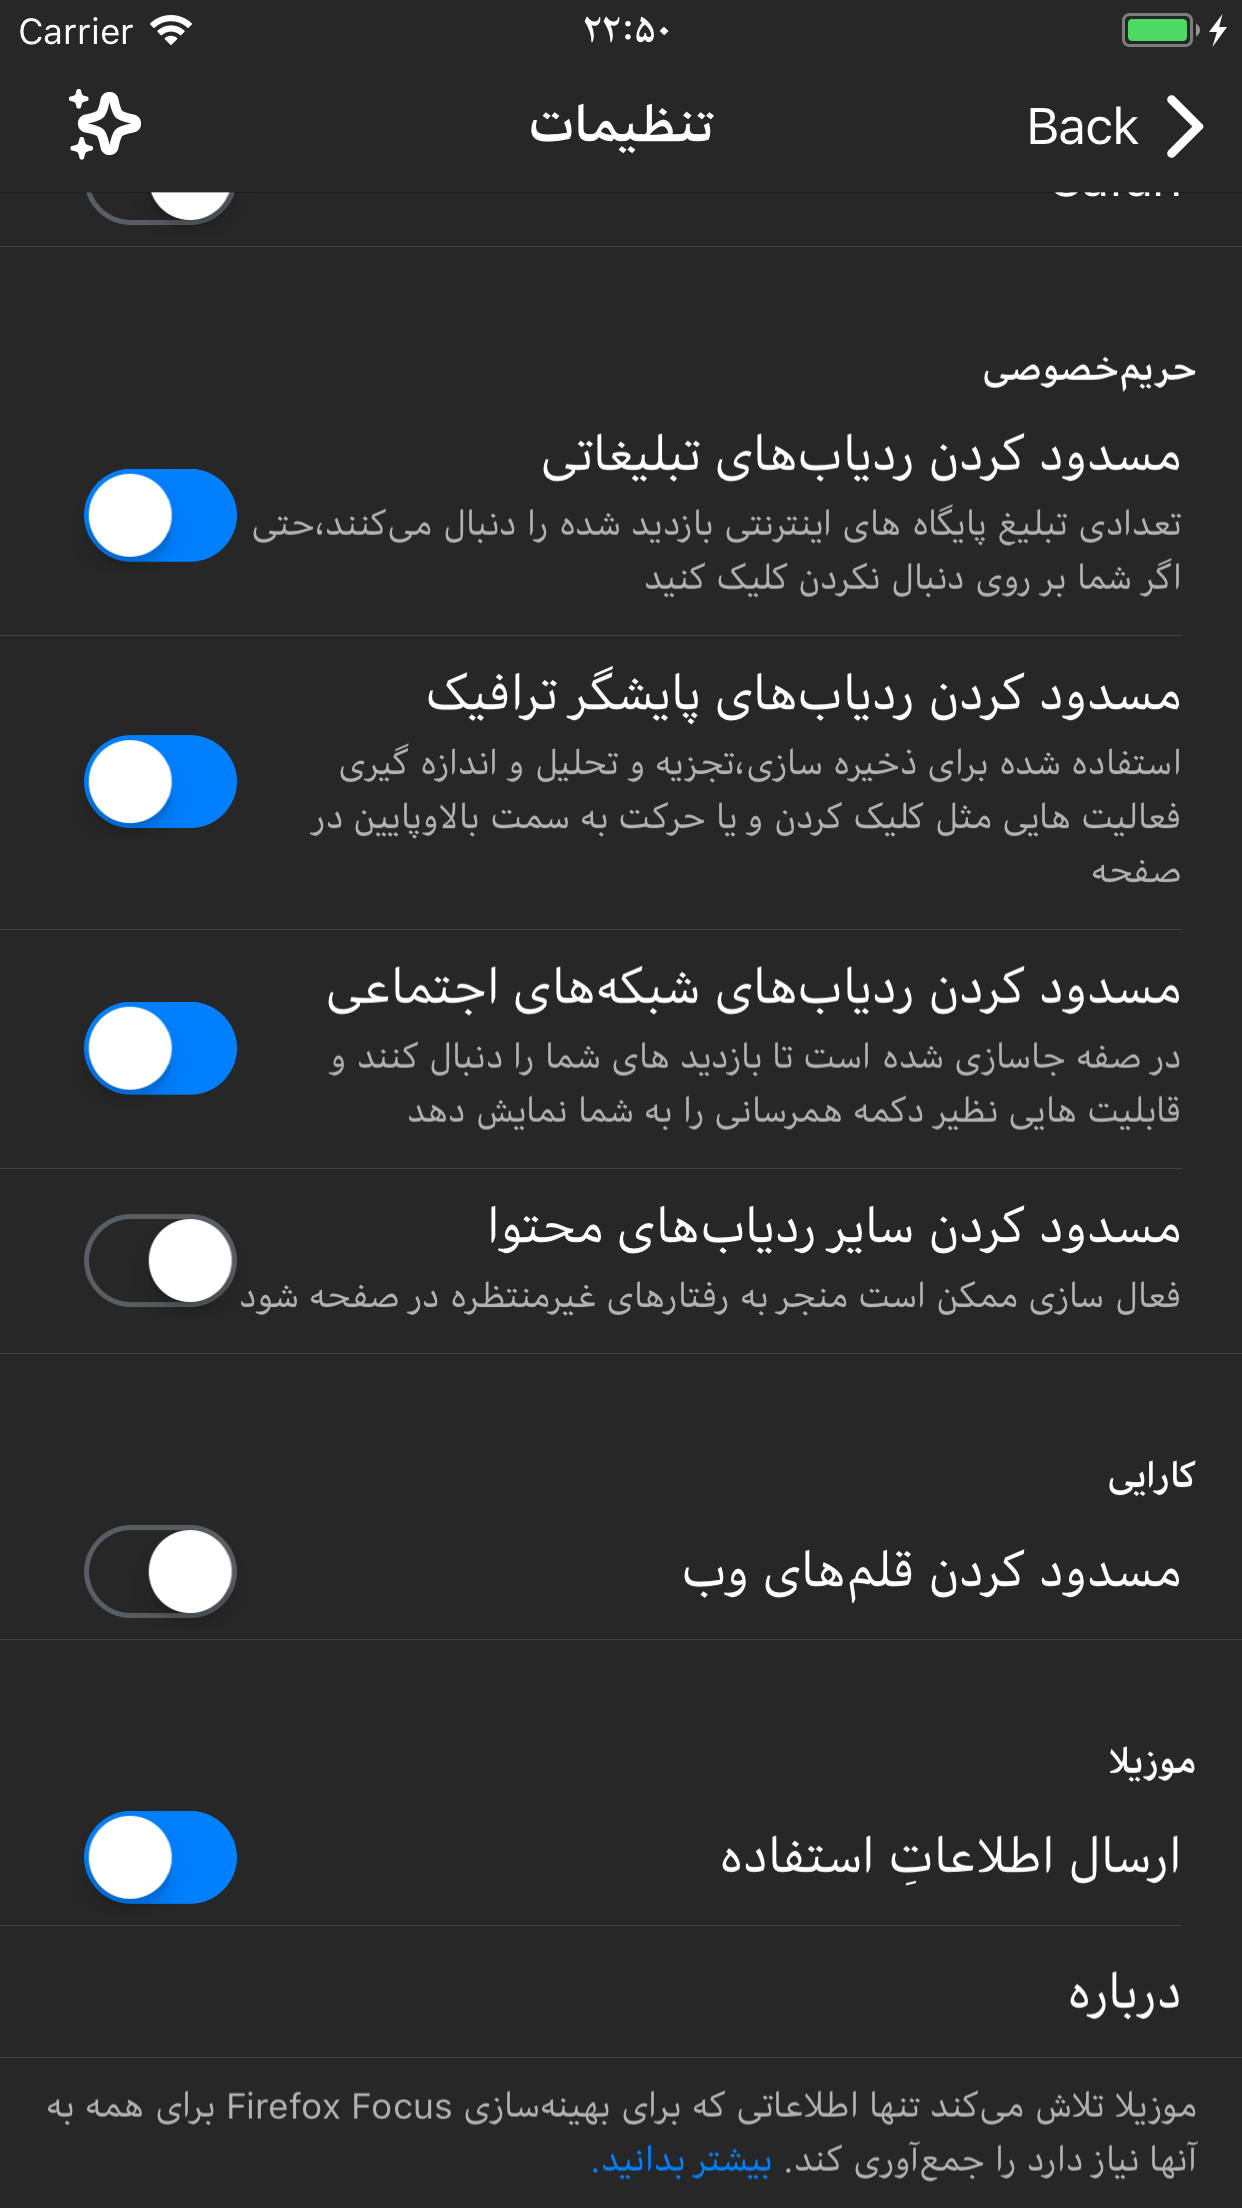 Carrier ۲۲:۵۰
Back تنظیمات
حریم‌خصوصی
مسدود کردن ردیاب‌های تبلیغاتی
تعدادی تبلیغ پایگاه های اینترنتی بازدید شده را دنبال می‌کنند،حتی
اگر شما بر روی دنبال نکردن کلیک کنید
مسدود کردن ردیاب‌های پایشگر ترافیک
استفاده شده برای ذخیره سازی،تجزیه و تحلیل و اندازه گیری
فعالیت هایی مثل کلیک کردن و یا حرکت به سمت بالاوپایین در
صفحه
مسدود کردن ردیاب‌های شبکه‌های اجتماعی
در صفه جاسازی شده است تا بازدید های شما را دنبال کنند و
قابلیت هایی نظیر دکمه همرسانی را به شما نمایش دهد
مسدود کردن سایر ردیاب‌های محتوا
فعال سازی ممکن است منجر به رفتارهای غیرمنتظره در صفحه شود
کارایی
مسدود کردن قلم‌های وب
موزیلا
ارسال اطلاعاتِ استفاده
درباره
موزیلا تلاش می‌کند تنها اطلاعاتی که برای بهینه‌سازی Firefox Focus برای همه به
آنها نیاز دارد را جمع‌آوری کند. بیشتر بدانید.